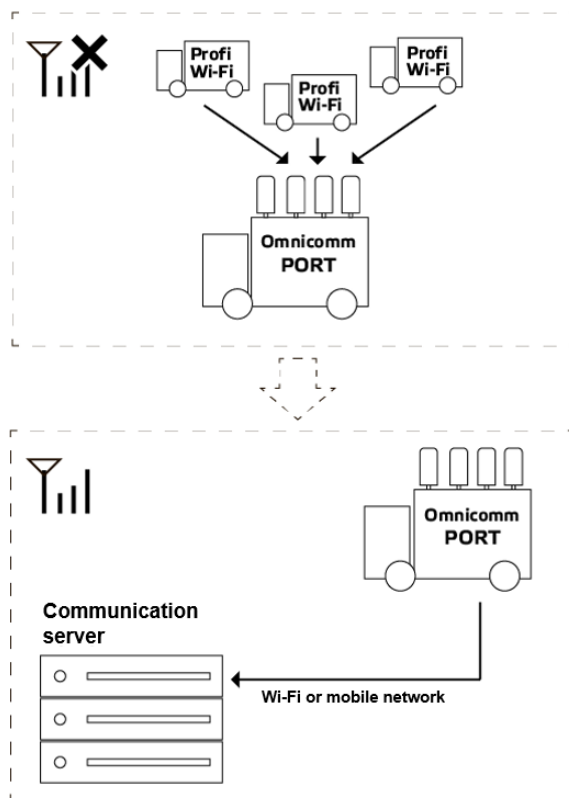 Profi
Wi-Fi
Profi
Wi-Fi
Profi
Wi-Fi
Omnicomm
PORT
Omnicomm
PORT
Communication
server
Wi-Fi or mobile network